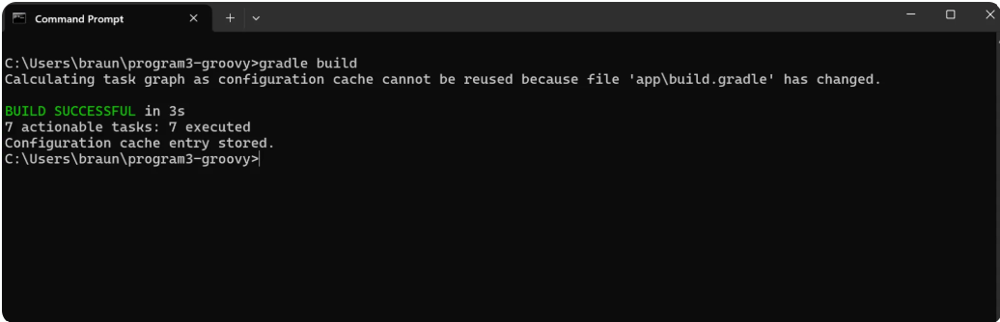 Command Prompt
C:\Users\braun\program3-groovy>gradle build
Calculating task graph as configuration cache cannot be reused because file 'app\build.gradle' has changed.
BUILD SUCCESSFUL in 3s
7 actionable tasks: 7 executed
Configuration cache entry stored.
C:\Users\braun\program3-groovy>